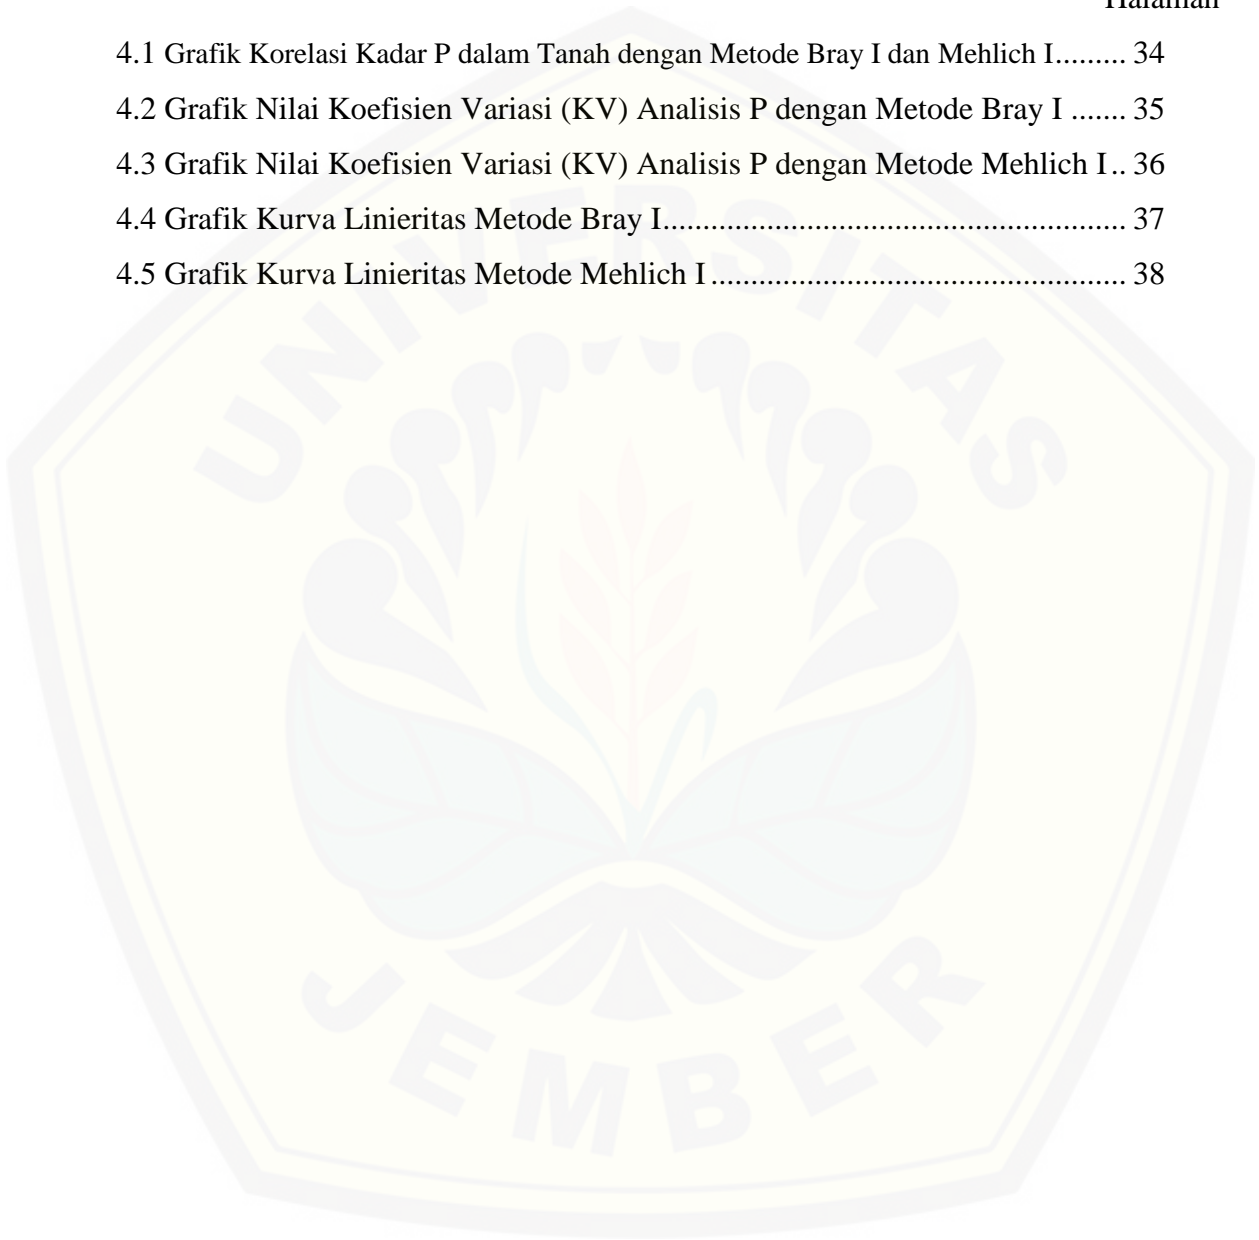 Halaman
4.1 Grafik Korelasi Kadar P dalam Tanah dengan Metode Bray I dan Mehlich I......... 34
4.2 Grafik Nilai Koefisien Variasi (KV) Analisis P dengan Metode Bray I ....... 35
4.3 Grafik Nilai Koefisien Variasi (KV) Analisis P dengan Metode Mehlich I.. 36
4.4 Grafik Kurva Linieritas Metode Bray I.......................................................... 37
4.5 Grafik Kurva Linieritas Metode Mehlich I .................................................... 38
UNIVERSITAS
JEMBER